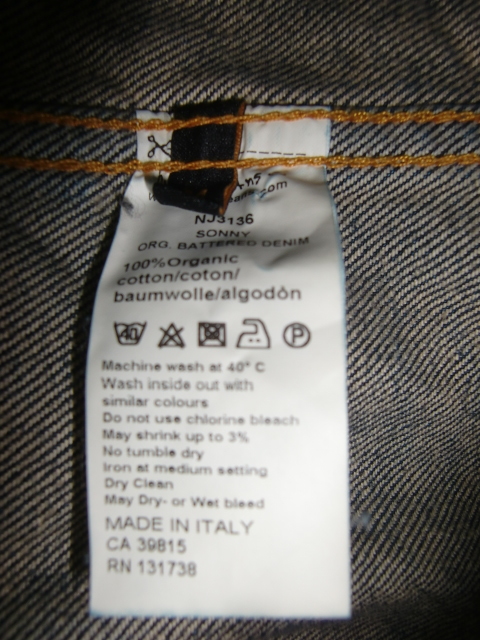 NJ3136
SONNY
ORG. BATTERED DENIM
100%Organic
cotton/coton/
baumwolle/algodón
40 P
Machine wash at 40° C
Wash inside out with
similar colours
Do not use chlorine bleach
May shrink up to 3%
No tumble dry
Iron at medium setting
Dry Clean
May Dry- or Wet bleed
MADE IN ITALY
CA 39815
RN 131738